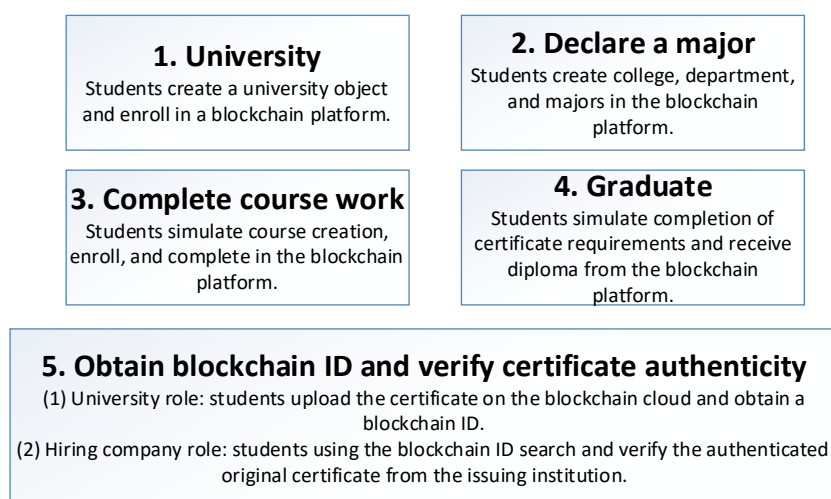 1. University
Students create a university object
and enroll in a blockchain platform.
2. Declare a major
Students create college, department,
and majors in the blockchain
platform.
3. Complete course work
Students simulate course creation,
enroll, and complete in the blockchain
platform.
4. Graduate
Students simulate completion of
certificate requirements and receive
diploma from the blockchain
platform.
5. Obtain blockchain ID and verify certificate authenticity
(1) University role: students upload the certificate on the blockchain cloud and obtain a
blockchain ID.
(2) Hiring company role: students using the blockchain ID search and verify the authenticated
original certificate from the issuing institution.